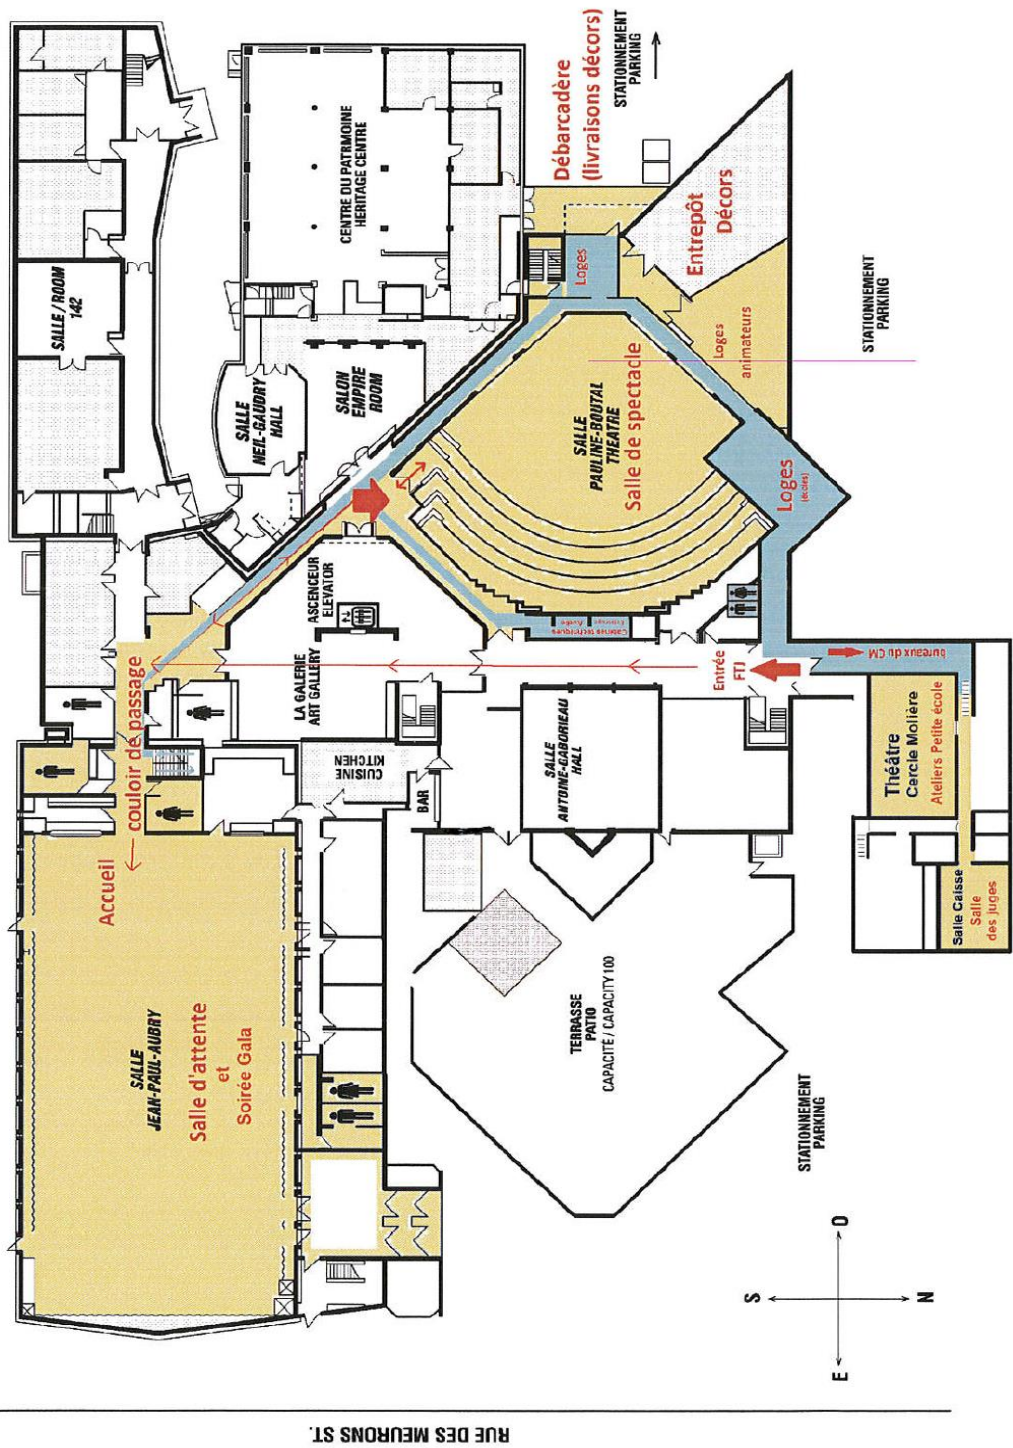 Débarcadère
(livraisons décors)
STATIONNEMENT
PARKING
Entrepôt
Décors
CENTRE DU PATRMOINE
HERITAGE CENTRE
SALLE / ROOM
142
Loges
STATIONNEMENT
PARKING
Loges
animateurs
SALLE
NEIL-GAUDRY
HALL
SALON
EMPIRE
ROOM
SALLE
PAULINE-BOUTAL
THEATRE
Salle de spectacle
Loges
(écoles)
ASCENCEUR
ELEVATOR
Cabines techniques
LA GALERIE
ART GALLERY
Entrée
FTJ
bureaux du CM
couloir de passage
CUISINE
KITCHEN
BAR
SALLE
ANTOINE-GABORIEAU
HALL
Théâtre
Cercle Molière
Ateliers Petite école
Accueil
Salle Caisse
Salle
des juges
SALLE
JEAN-PAUL-AUBRY
Salle d'attente
et
Soirée Gala
TERRASSE
PATIO
CAPACITÉ / CAPACITY 100
STATIONNEMENT
PARKING
S
O
N
E
RUE DES MEURONS ST.